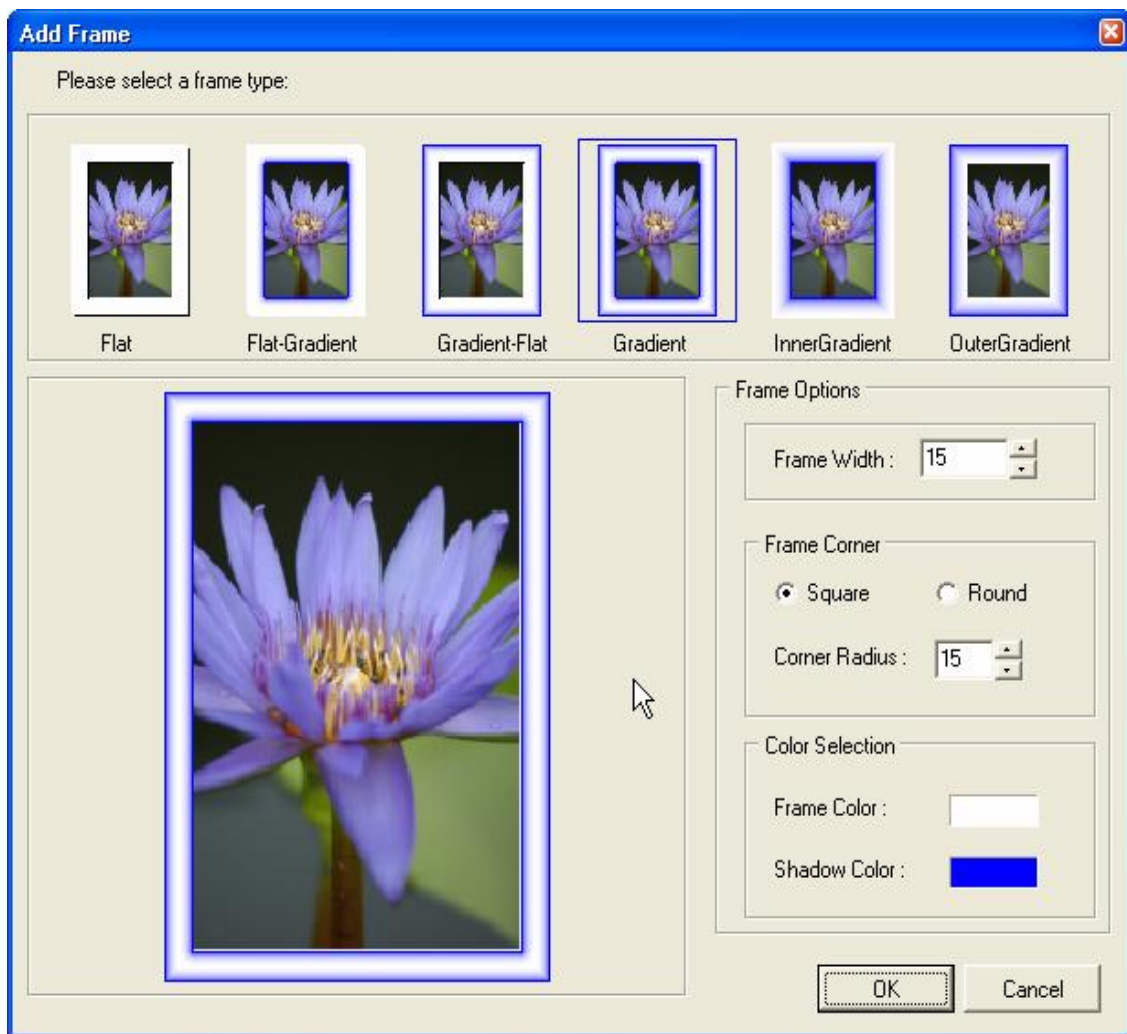 Add Frame
Please select a frame type:
Flat
Flat-Gradient
Gradient-Flat
Gradient
InnerGradient
OuterGradient
Frame Options
Frame Width :
15
Frame Corner
Square
Round
Corner Radius :
15
Color Selection
Frame Color :
Shadow Color :
OK
Cancel